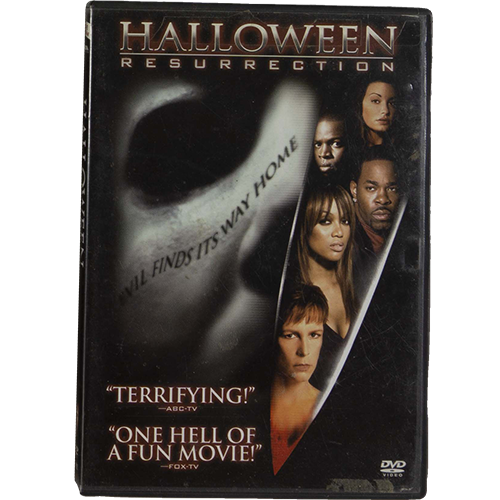 HALLOWEEN
RESURRECTION
EVIL FINDS ITS WAY HOME
"TERRIFYING!"
—ABC-TV
"ONE HELL OF
A FUN MOVIE!"
—FOX-TV
DVD
VIDEO
HALLOWEEN